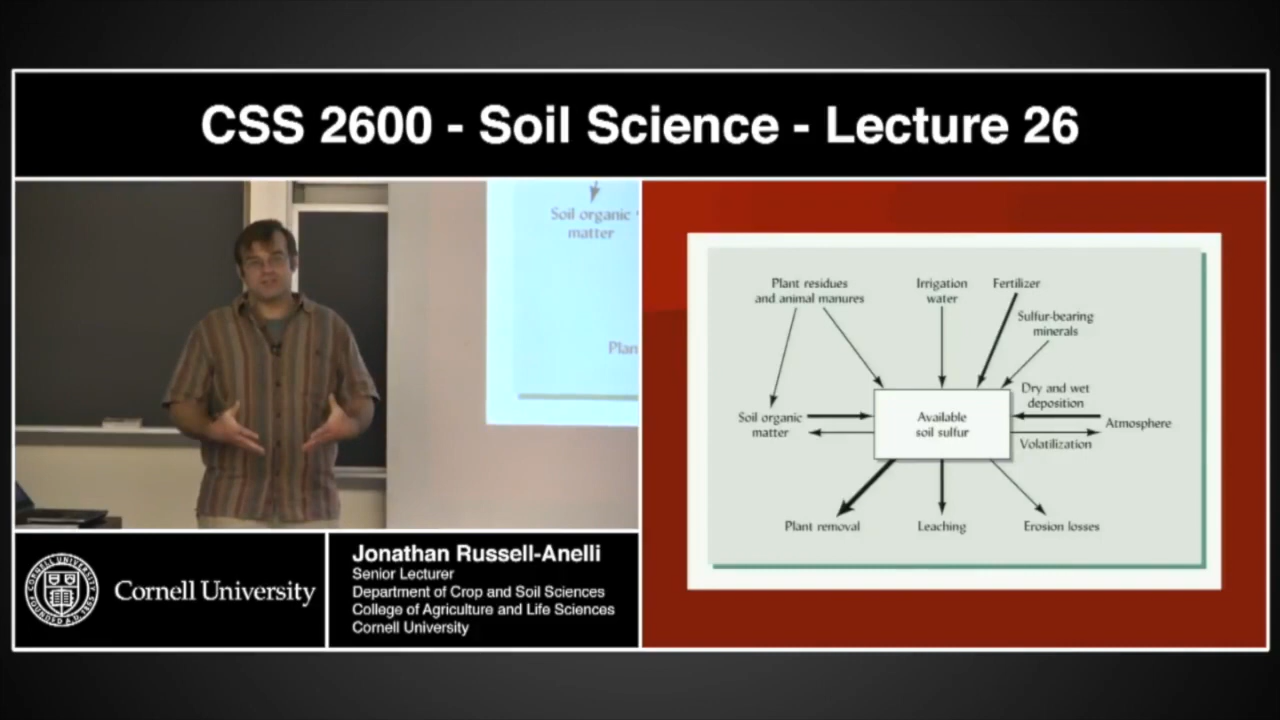 CSS 2600 - Soil Science - Lecture 26
Soil organic
matter
Plan
Plant residues
and animal manures
Irrigation
water
Fertilizer
Sulfur-bearing
minerals
Dry and wet
deposition
Soil organic
matter
Available
soil sulfur
Atmosphere
Volatilization
Plant removal
Leaching
Erosion losses
Cornell University
Jonathan Russell-Anelli
Senior Lecturer
Department of Crop and Soil Sciences
College of Agriculture and Life Sciences
Cornell University